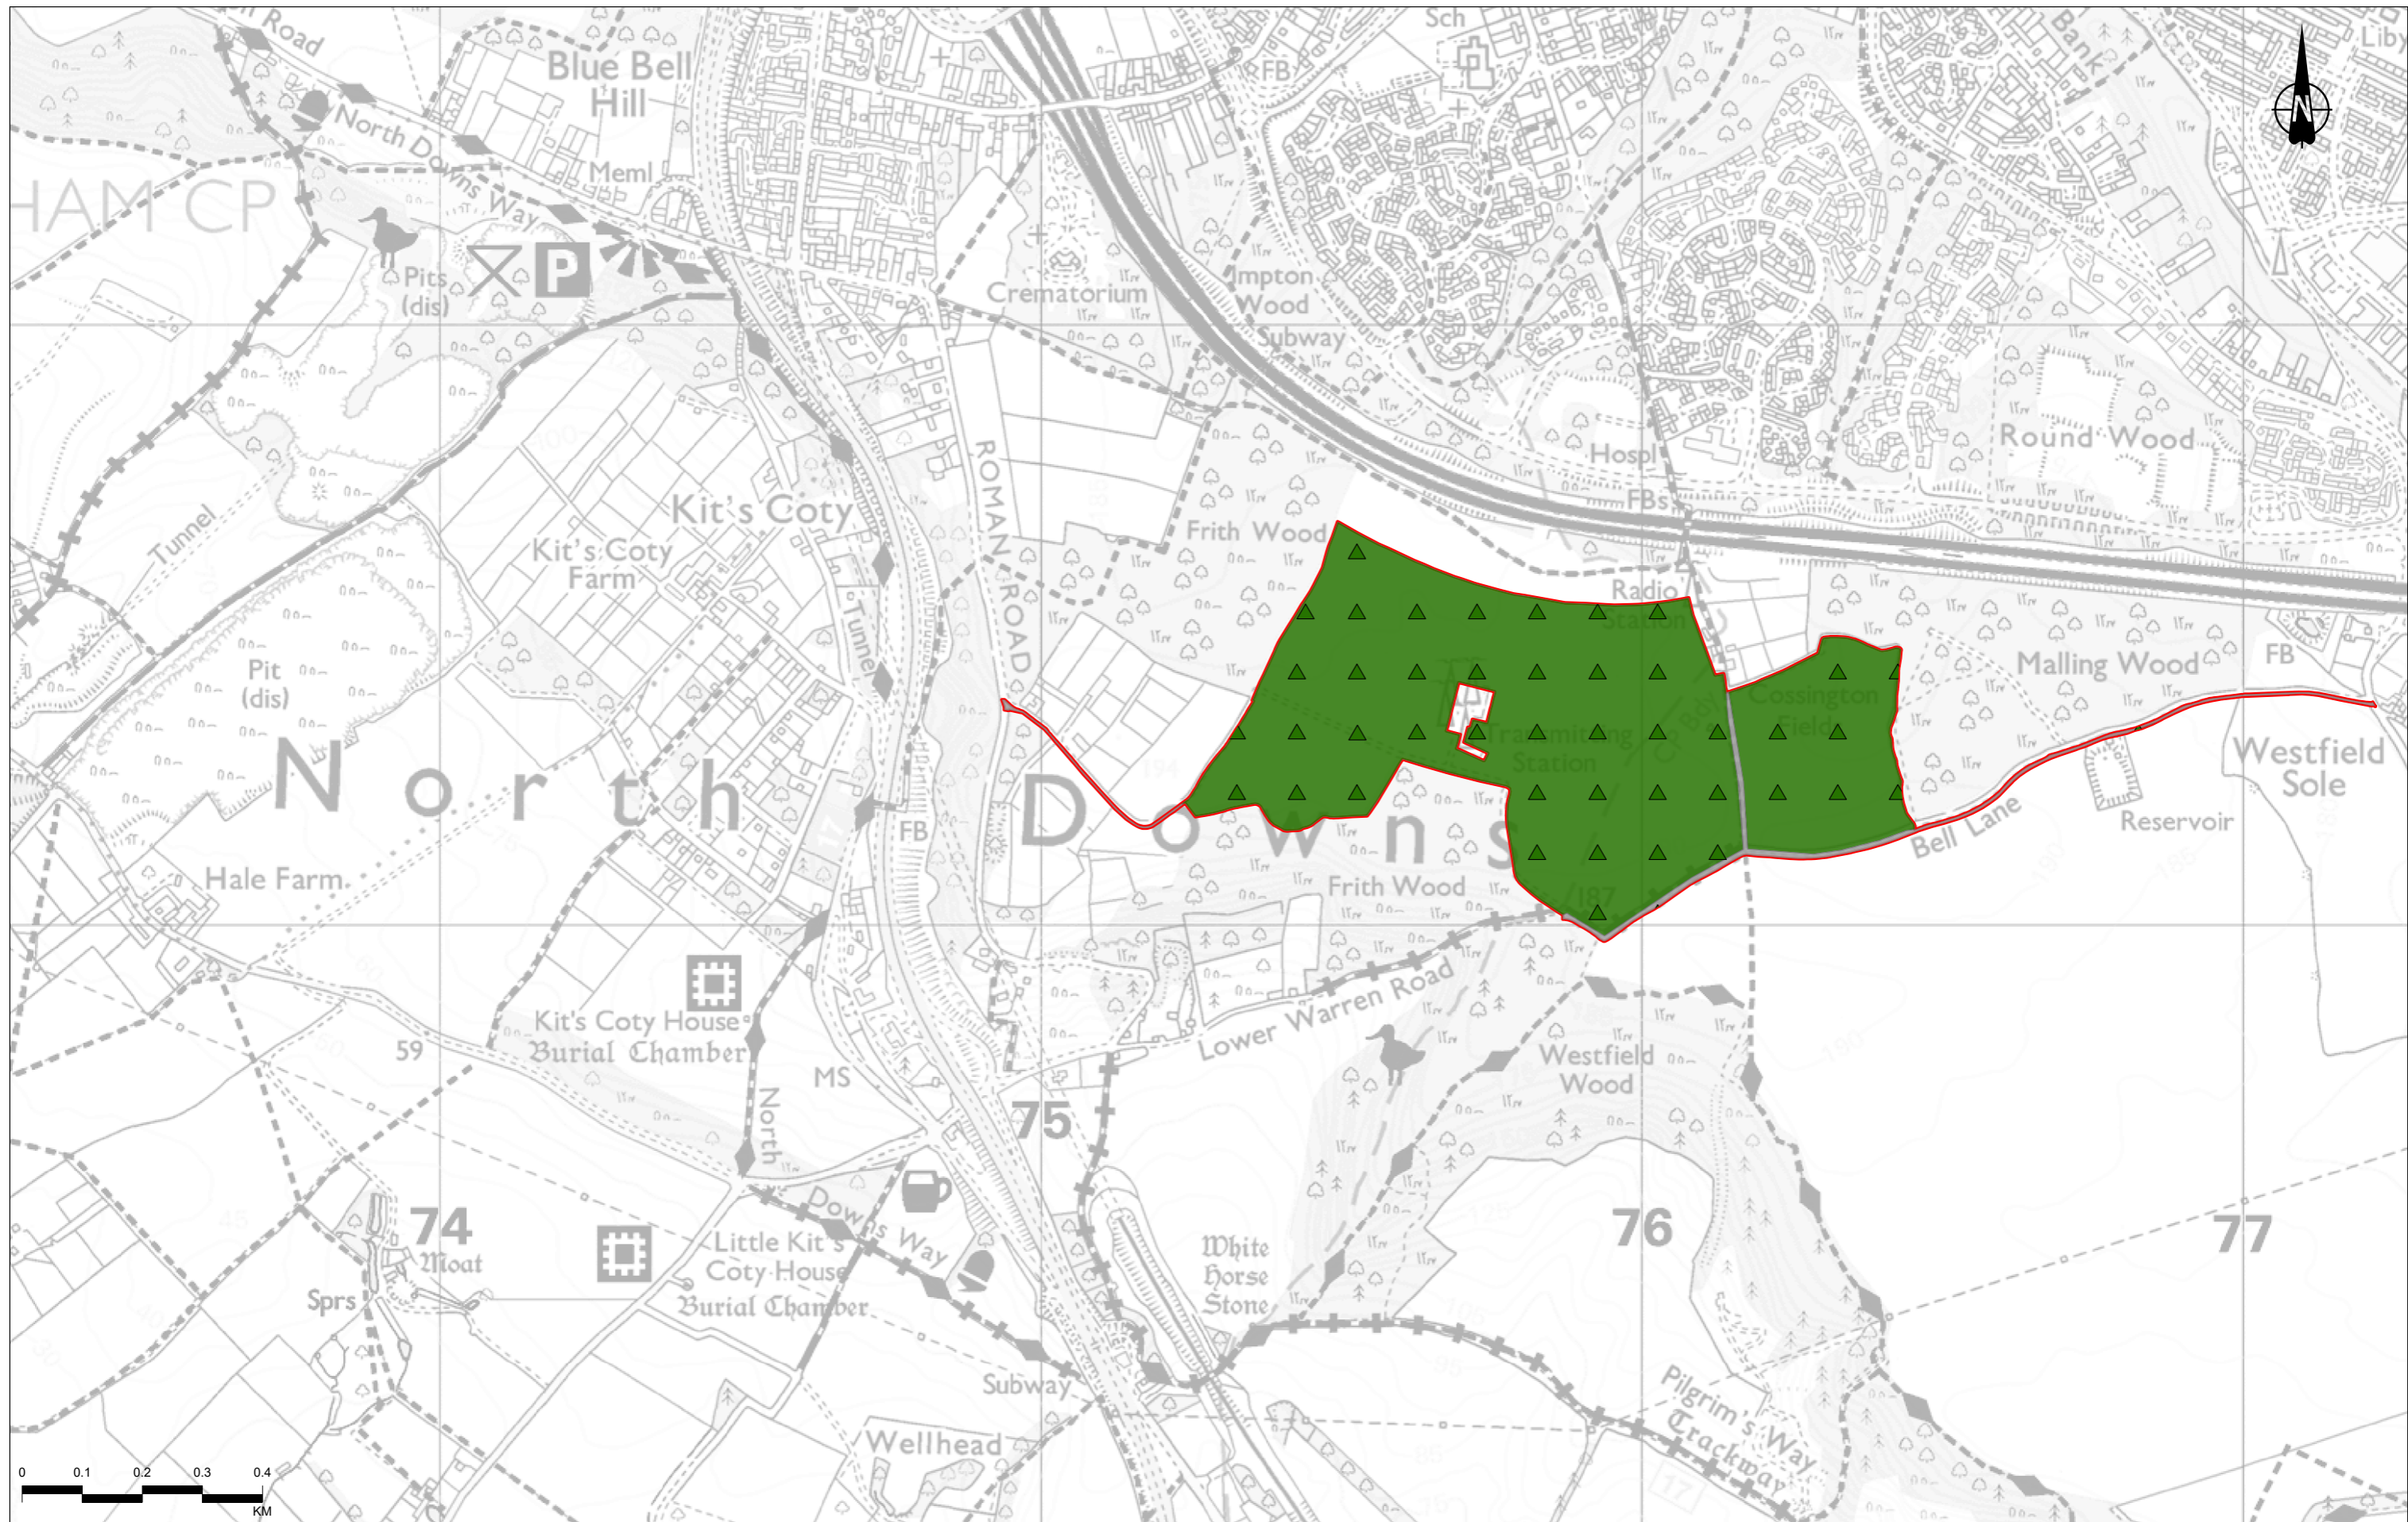 Road
Sch
Bank
Blue Bell
Hill
FB
N
North Downs Way
Meml
HAM CP
Pits
(dis)
P
Crematorium
Impton
Wood
Subway
Round Wood
Hospl
FBs
Kit's Coty
ROMAN ROAD
Frith Wood
Kit's Coty
Farm
Tunnel
Tunnel
Radio
Station
Pit
(dis)
Malling Wood
FB
Cossington
Fields
Transmitting
Station
Westfield
Sole
194
North Downs
Reservoir
Bell Lane
FB
Hale Farm
Frith Wood
187
Lower Warren Road
Kit's Coty House
Burial Chamber
59
MS
Westfield
Wood
190
75
North
Downs Way
74
Moat
Little Kit's
Coty House
Burial Chamber
White
Horse
Stone
76
77
Sprs
Subway
Pilgrim's Way
Trackway
Wellhead
17
0 0.1 0.2 0.3 0.4
KM